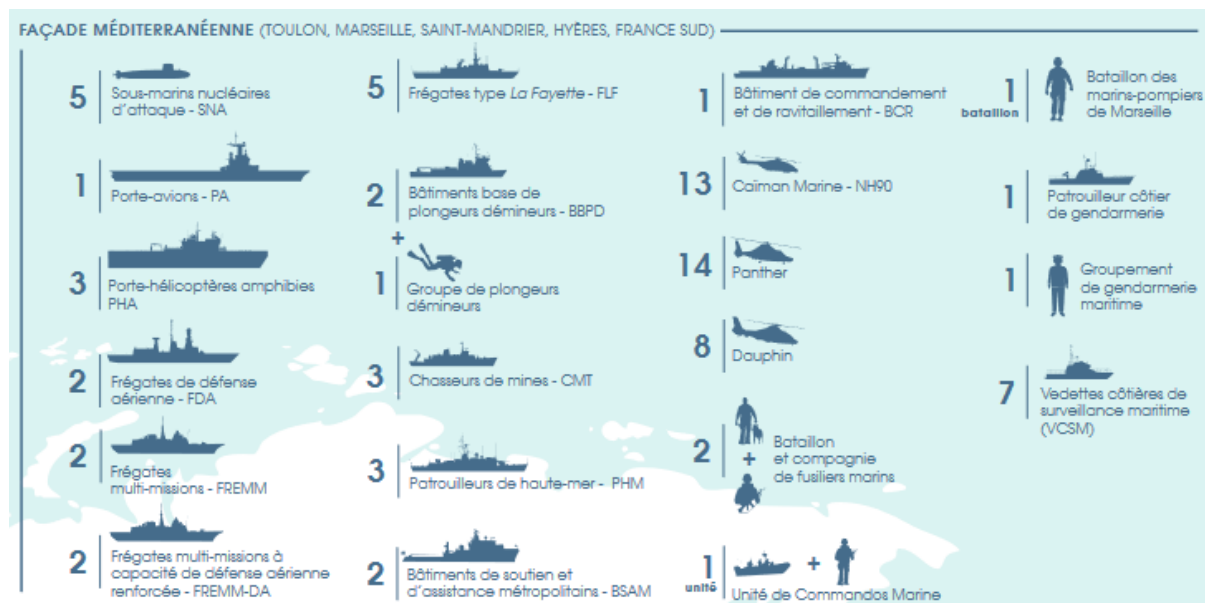 FAÇADE MÉDITERRANÉENNE (TOULON, MARSEILLE, SAINT-MANDRIER, HYÈRES, FRANCE SUD)
5
Sous-marins nucléaires
d'attaque - SNA
1
Porte-avions - PA
3
Porte-hélicoptères amphibies
PHA
2
Frégates de défense
aérienne - FDA
2
Frégates
multi-missions - FREMM
2
Frégates multi-missions à
capacité de défense aérienne
renforcée - FREMM-DA
5
Frégates type La Fayette - FLF
2
Bâtiments base de
plongeurs démineurs - BBPD
+
1
Groupe de plongeurs
démineurs
3
Chasseurs de mines - CMT
3
Patrouilleurs de haute-mer - PHM
2
Bâtiments de soutien et
d'assistance métropolitains - BSAM
1
Bâtiment de commandement
et de ravitaillement - BCR
13
Caïman Marine - NH90
14
Panther
8
Dauphin
2
+
Bataillon
et compagnie
de fusiliers marins
1
unité
+
Unité de Commandos Marine
1
bataillon
Bataillon des
marins-pompiers
de Marseille
1
Patrouilleur côtier
de gendarmerie
1
Groupement
de gendarmerie
maritime
7
Vedettes côtières de
surveillance maritime
(VCSM)